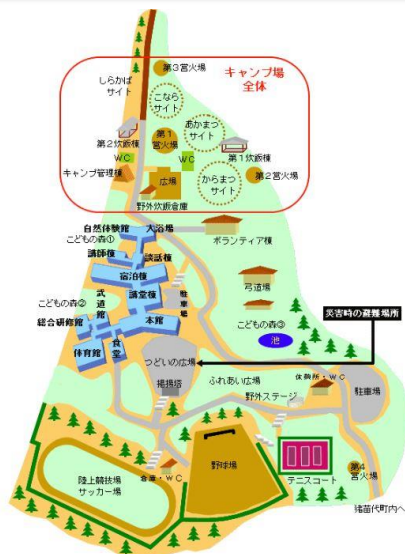 キャンプ場
全体
第3営火場
しらかば
サイト
こなら
サイト
あかまつ
サイト
第2炊飯棟
第1
営火場
第1炊飯棟
WC
WC
キャンプ管理棟
広場
からまつ
サイト
第2営火場
野外炊飯倉庫
自然体験館
大浴場
こどもの森①
ボランティア棟
講師棟
談話棟
宿泊棟
弓道場
こどもの森②
武道館
講堂棟
駐車場
災害時の避難場所
総合研修館
本館
こどもの森③
池
体育館
食堂
つどいの広場
休憩所・WC
掲揚塔
ふれあい広場
駐車場
野外ステージ
野球場
倉庫・WC
陸上競技場
サッカー場
テニスコート
第4
営火場
猪苗代町内へ